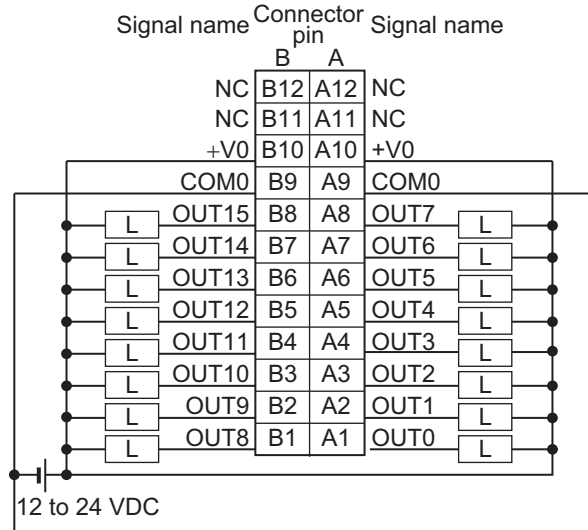 Signal name Connector pin Signal name
B A
NC B12 A12 NC
NC B11 A11 NC
+V0 B10 A10 +V0
COM0 B9 A9 COM0
L OUT15 B8 A8 OUT7 L
L OUT14 B7 A7 OUT6 L
L OUT13 B6 A6 OUT5 L
L OUT12 B5 A5 OUT4 L
L OUT11 B4 A4 OUT3 L
L OUT10 B3 A3 OUT2 L
L OUT9 B2 A2 OUT1 L
L OUT8 B1 A1 OUT0 L
12 to 24 VDC